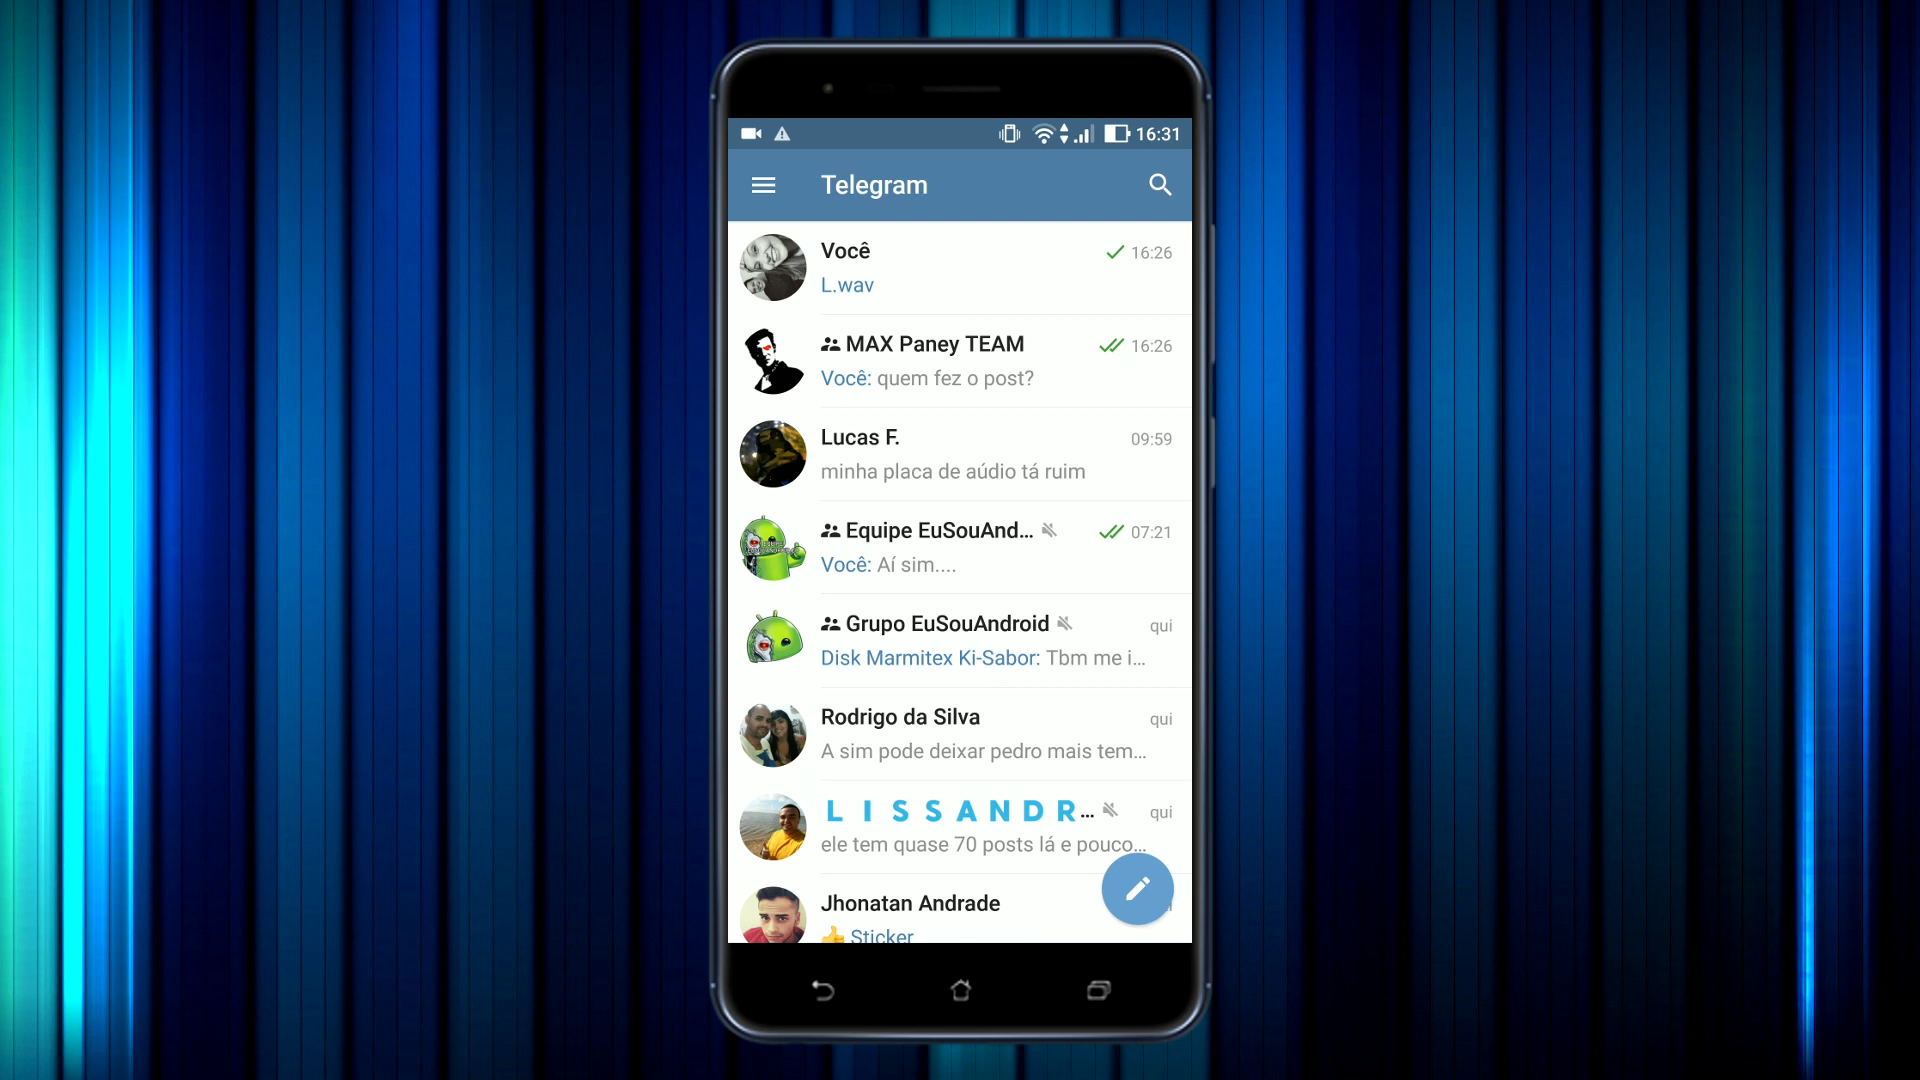 16:31
Telegram
Você 16:26
L.wav
MAX Paney TEAM 16:26
Você: quem fez o post?
Lucas F. 09:59
minha placa de aúdio tá ruim
Equipe EuSouAnd... 07:21
Você: Aí sim....
Grupo EuSouAndroid qui
Disk Marmitex Ki-Sabor: Tbm me i...
Rodrigo da Silva qui
A sim pode deixar pedro mais tem...
L I S S A N D R... qui
ele tem quase 70 posts lá e pouco...
Jhonatan Andrade
👍 Sticker